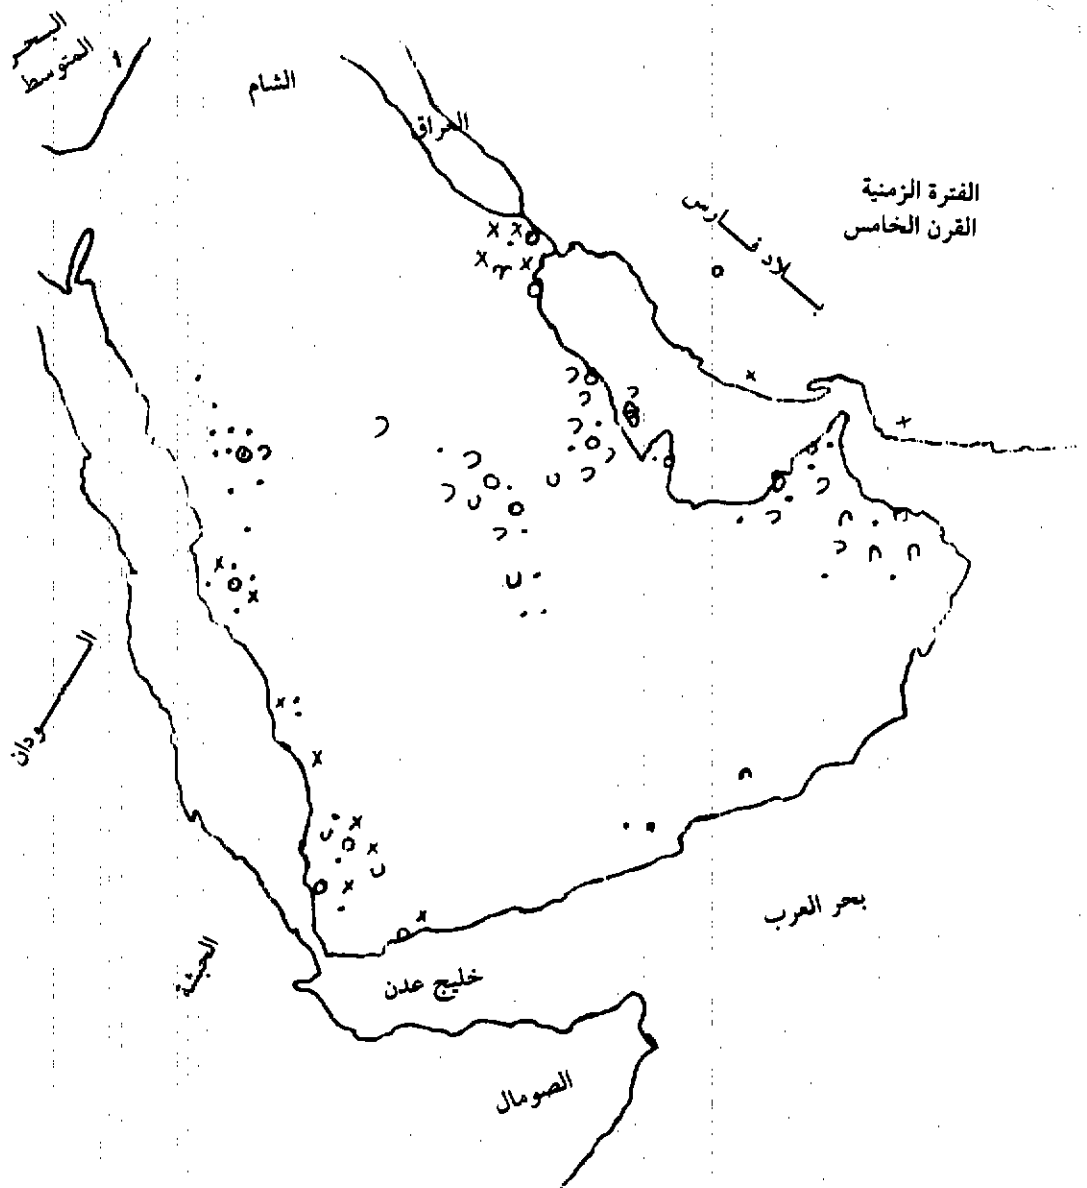 البحر
المتوسط
الشام
العراق
الفترة الزمنية
القرن الخامس
بلاد فارس
السودان
بحر العرب
الحبشة
خليج عدن
الصومال